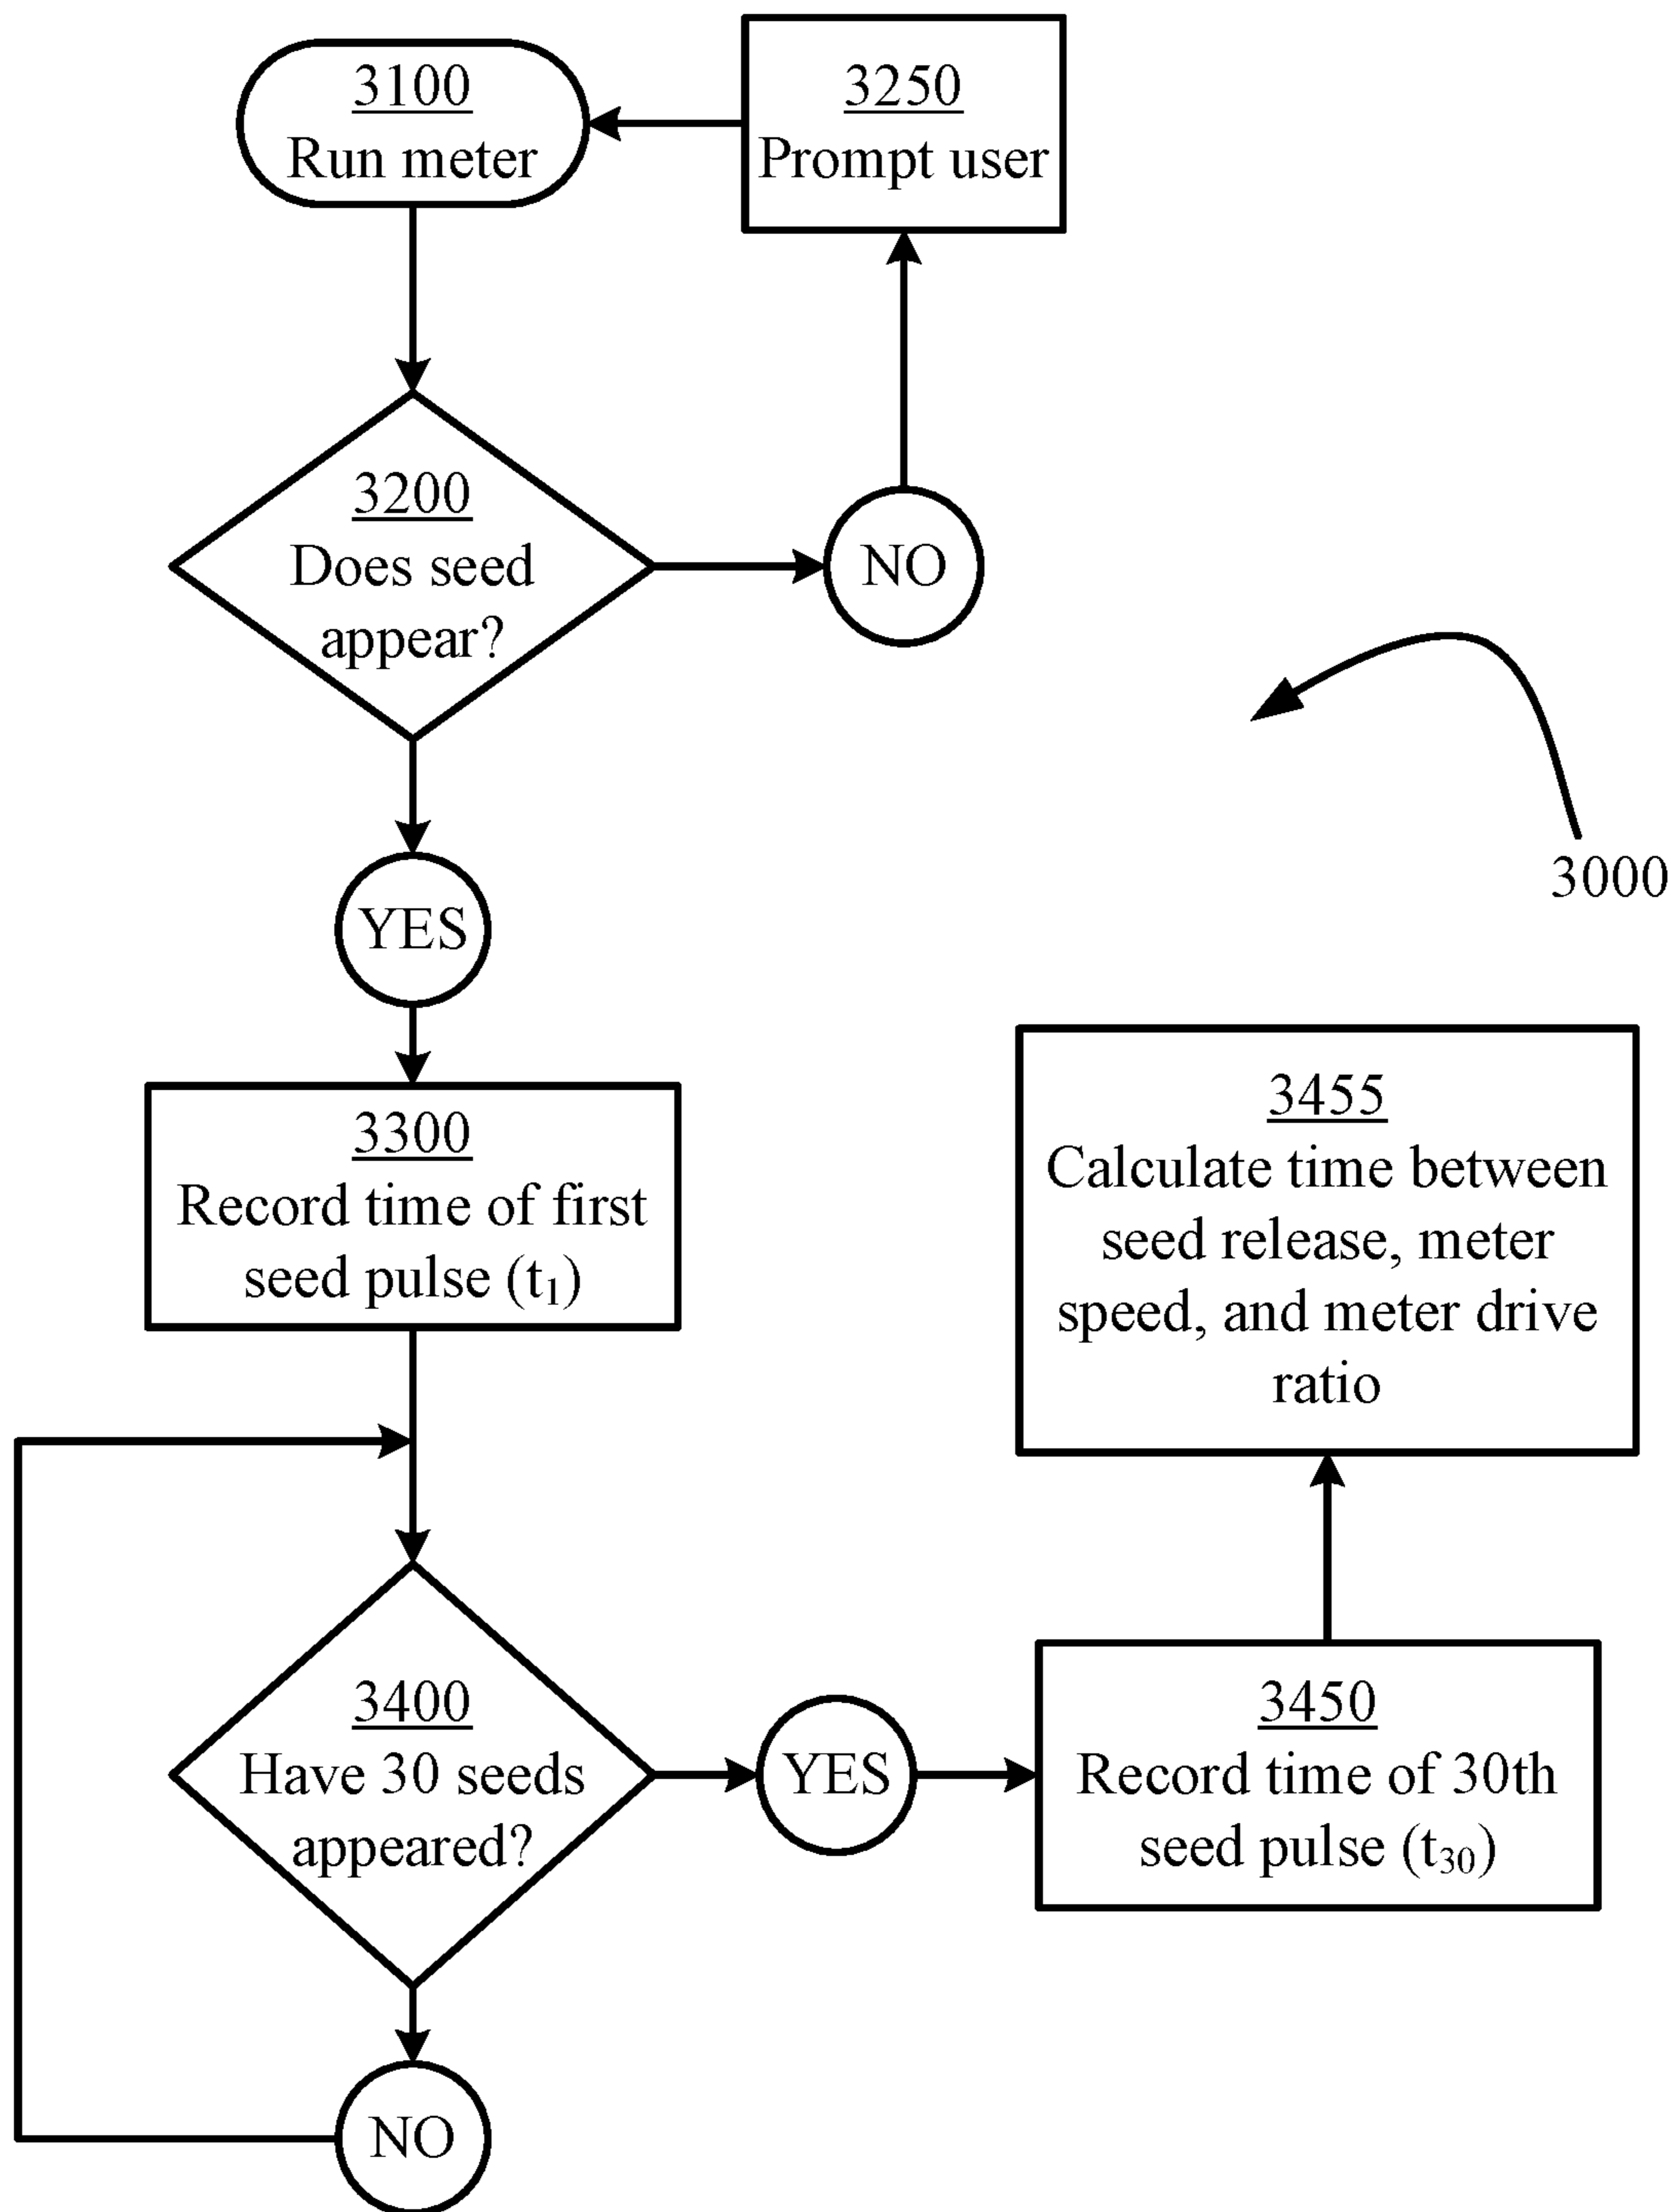 3100
Run meter
3250
Prompt user
3200
Does seed
appear?
NO
YES
3000
3300
Record time of first
seed pulse (t₁)
3455
Calculate time between
seed release, meter
speed, and meter drive
ratio
3400
Have 30 seeds
appeared?
YES
3450
Record time of 30th
seed pulse (t₃₀)
NO